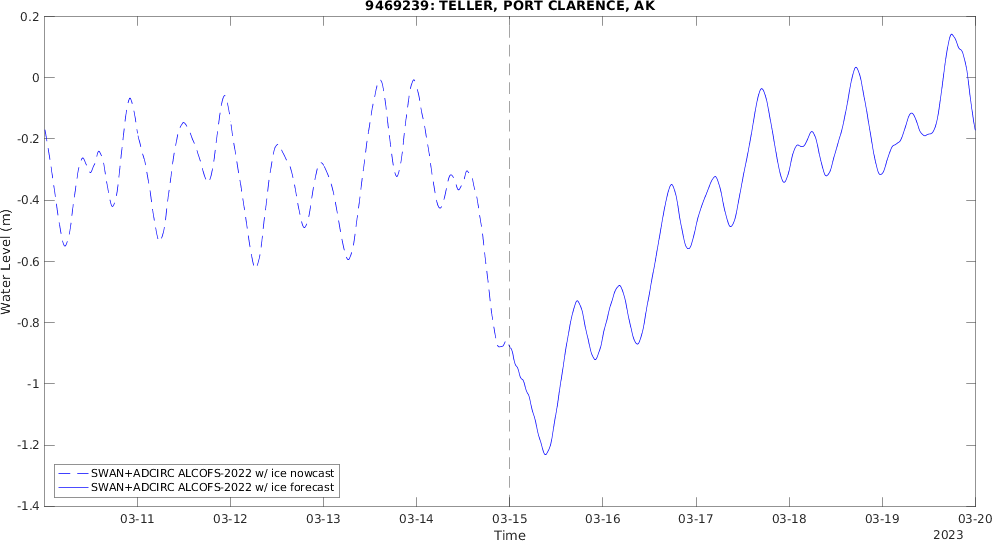 9469239: TELLER, PORT CLARENCE, AK
0.2
0
-0.2
-0.4
-0.6
-0.8
-1
-1.2
-1.4
Water Level (m)
SWAN+ADCIRC ALCOFS-2022 w/ ice nowcast
SWAN+ADCIRC ALCOFS-2022 w/ ice forecast
03-11 03-12 03-13 03-14 03-15 03-16 03-17 03-18 03-19 03-20
Time
2023